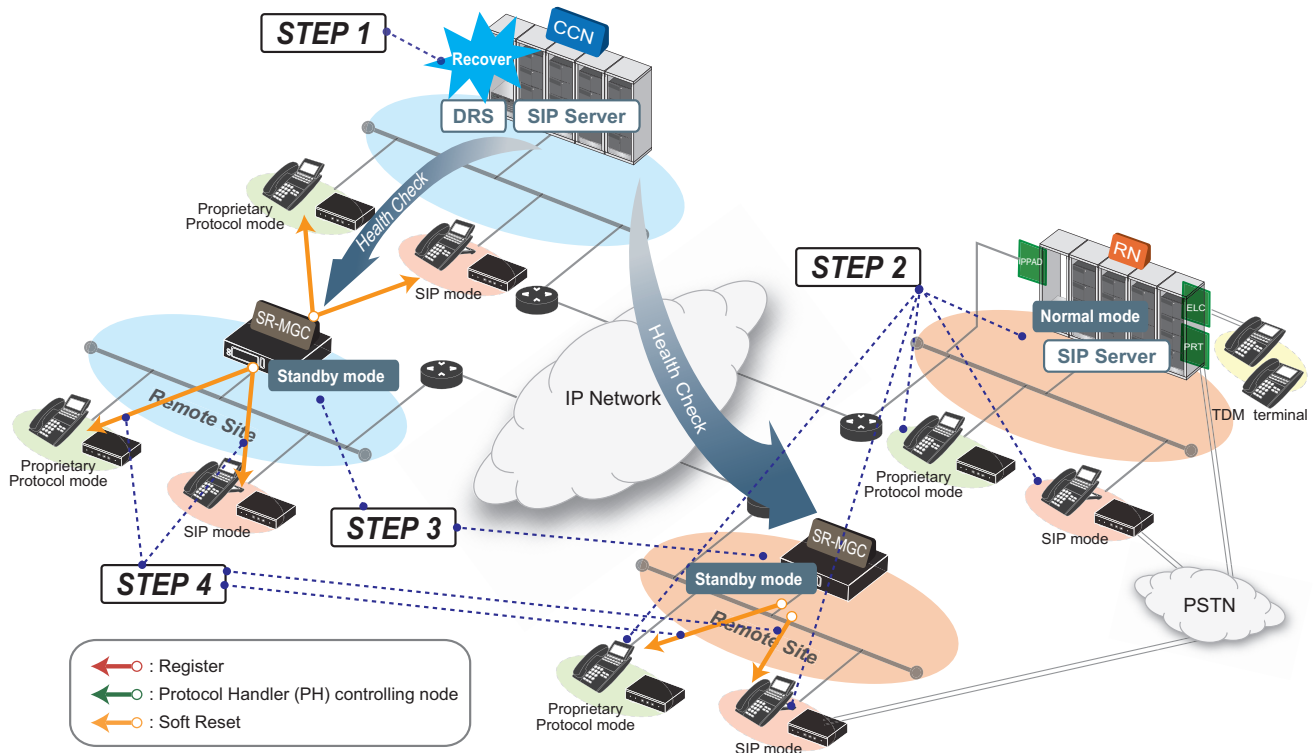 STEP 1
CCN
Recover
DRS
SIP Server
Health Check
Proprietary
Protocol mode
SIP mode
SR-MGC
Standby mode
Remote Site
Proprietary
Protocol mode
SIP mode
IP Network
Health Check
STEP 2
RN
IPPAD
ELC
PRT
Normal mode
SIP Server
TDM terminal
Proprietary
Protocol mode
SIP mode
PSTN
STEP 3
STEP 4
SR-MGC
Standby mode
Remote Site
Proprietary
Protocol mode
SIP mode
: Register
: Protocol Handler (PH) controlling node
: Soft Reset